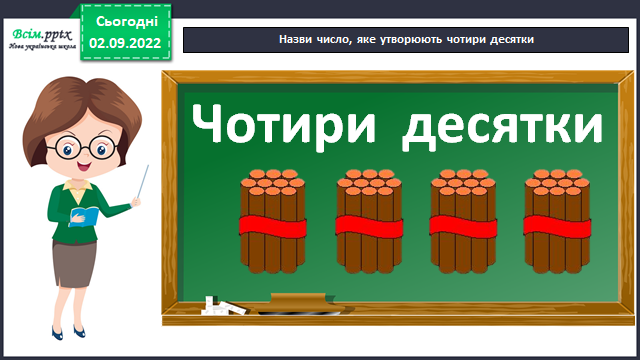 Всім.pptx
Нова українська школа
Сьогодні
02.09.2022
Назви число, яке утворюють чотири десятки
Чотири десятки